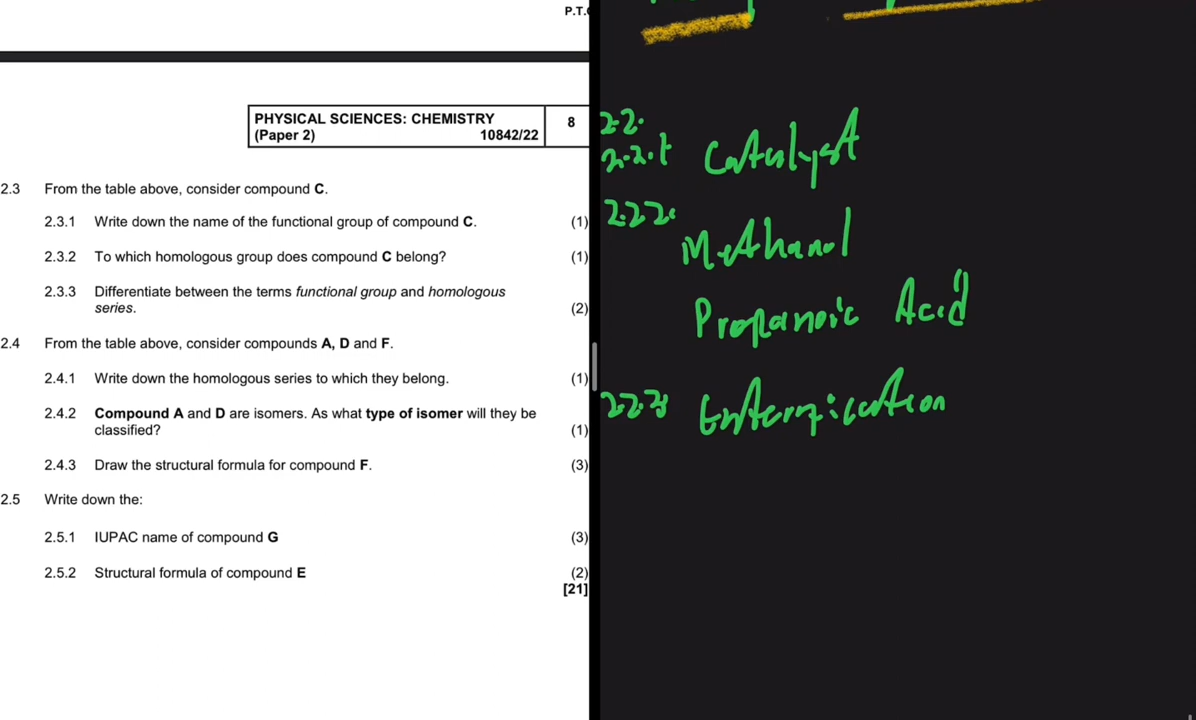 P.T.
PHYSICAL SCIENCES: CHEMISTRY
(Paper 2) 10842/22
8
2.3 From the table above, consider compound C.
2.3.1 Write down the name of the functional group of compound C. (1)
2.3.2 To which homologous group does compound C belong? (1)
2.3.3 Differentiate between the terms functional group and homologous
series. (2)
2.4 From the table above, consider compounds A, D and F.
2.4.1 Write down the homologous series to which they belong. (1)
2.4.2 Compound A and D are isomers. As what type of isomer will they be
classified? (1)
2.4.3 Draw the structural formula for compound F. (3)
2.5 Write down the:
2.5.1 IUPAC name of compound G (3)
2.5.2 Structural formula of compound E (2)
[21]
2.2.
2.2.1 Catalyst
2.2.2.
Methanol
Propanoic Acid
2.2.3